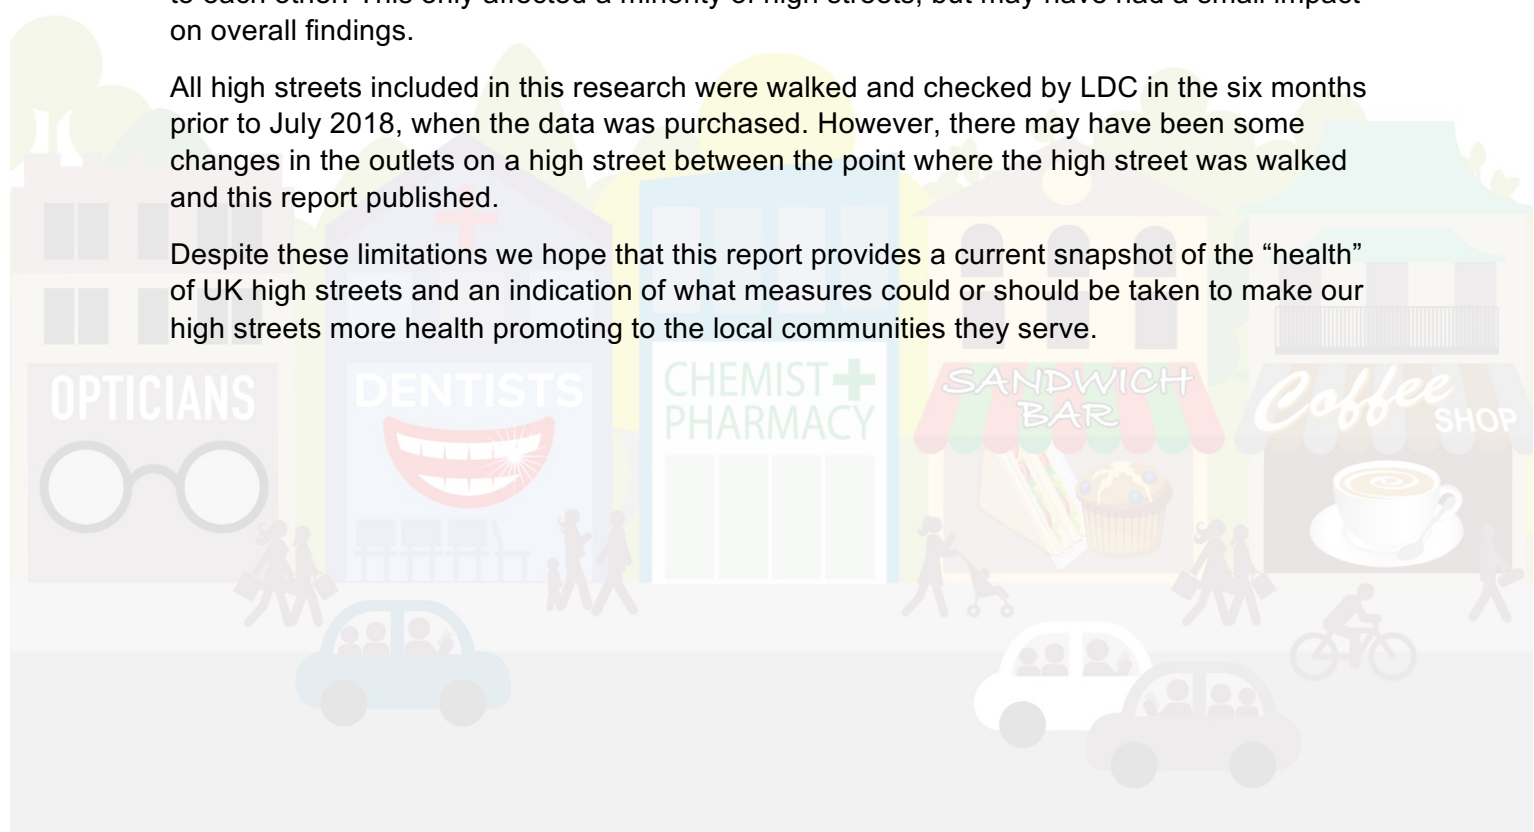 on overall findings.
All high streets included in this research were walked and checked by LDC in the six months
prior to July 2018, when the data was purchased. However, there may have been some
changes in the outlets on a high street between the point where the high street was walked
and this report published.
Despite these limitations we hope that this report provides a current snapshot of the “health”
of UK high streets and an indication of what measures could or should be taken to make our
high streets more health promoting to the local communities they serve.
OPTICIANS
DENTISTS
CHEMIST
PHARMACY
SANDWICH
BAR
Coffee
SHOP